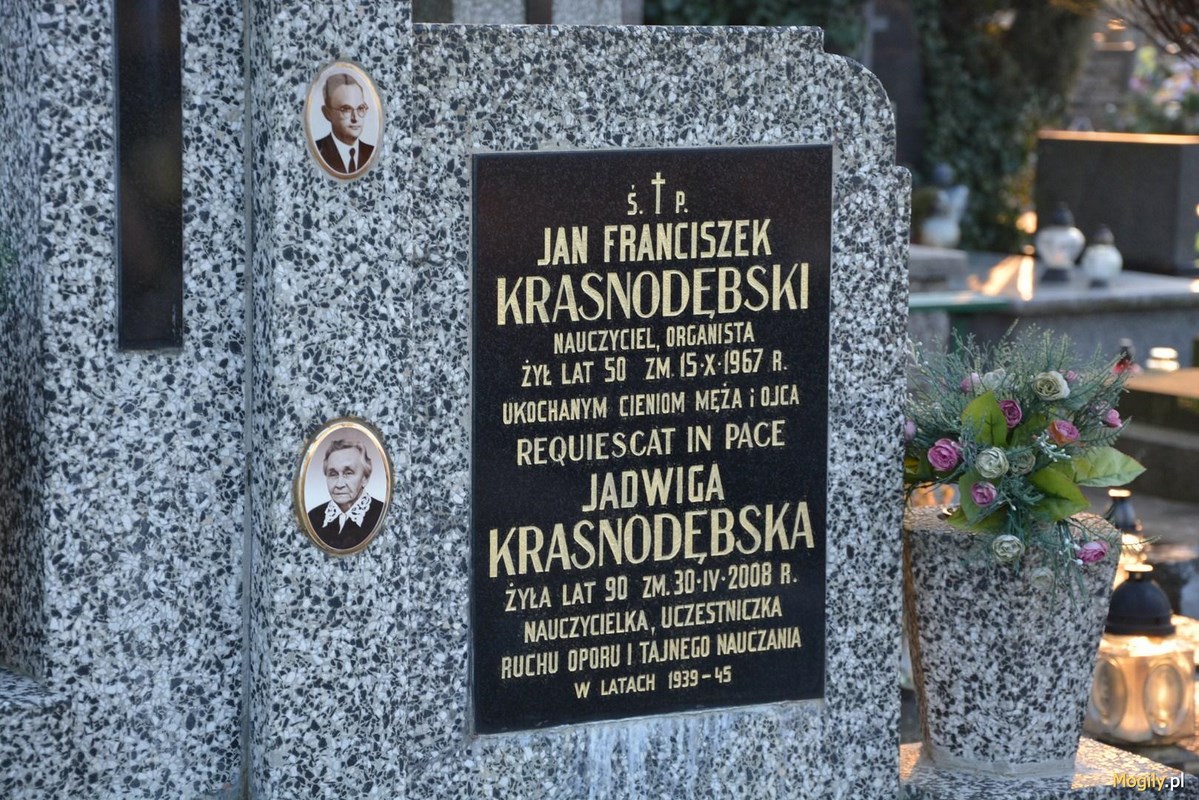 Ś. P.
JAN FRANCISZEK
KRASNODĘBSKI
NAUCZYCIEL, ORGANISTA
ŻYŁ LAT 50 ZM. 15·X·1967 R.
UKOCHANYM CIENIOM MĘŻA i OJCA
REQUIESCAT IN PACE
JADWIGA
KRASNODĘBSKA
ŻYŁA LAT 90 ZM. 30·IV·2008 R.
NAUCZYCIELKA, UCZESTNICZKA
RUCHU OPORU I TAJNEGO NAUCZANIA
W LATACH 1939-45
Mogiły.pl